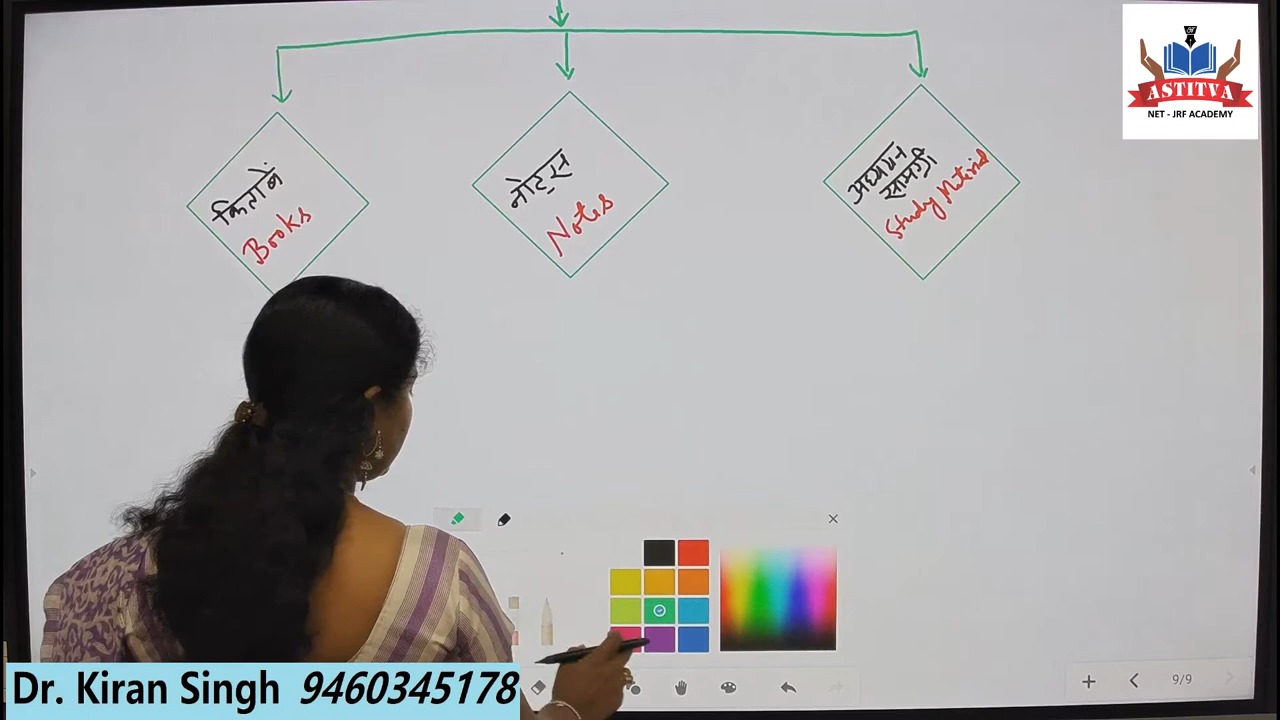 ASTITVA
NET - JRF ACADEMY
किताबें
Books
नोट्स
Notes
अध्ययन
सामग्री
Study Material
9/9
Dr. Kiran Singh 9460345178